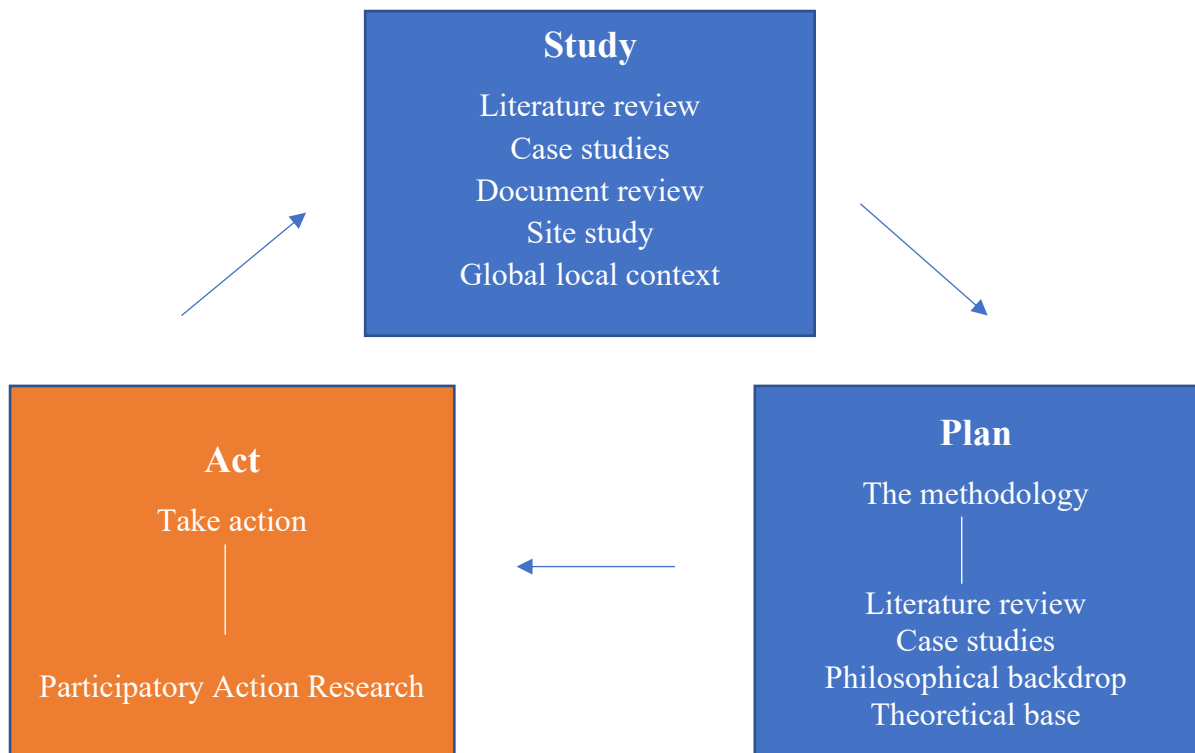 Study
Literature review
Case studies
Document review
Site study
Global local context
Act
Take action
Participatory Action Research
Plan
The methodology
Literature review
Case studies
Philosophical backdrop
Theoretical base